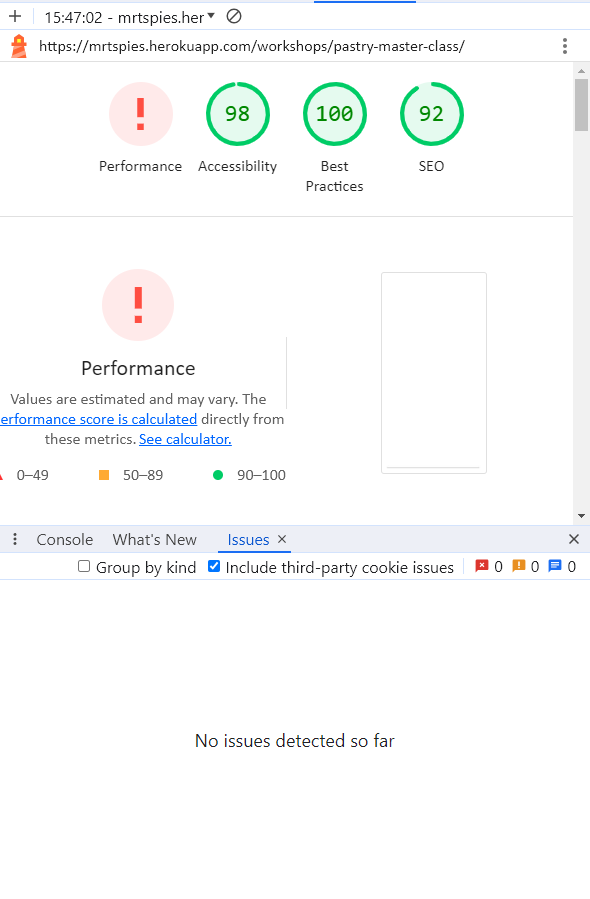 15:47:02 - mrtspies.her
https://mrtspies.herokuapp.com/workshops/pastry-master-class/
98 100 92
Performance Accessibility Best Practices SEO
Performance
Values are estimated and may vary. The
erformance score is calculated directly from
these metrics. See calculator.
0–49 50–89 90–100
Console What's New Issues
Group by kind Include third-party cookie issues 0 0 0
No issues detected so far